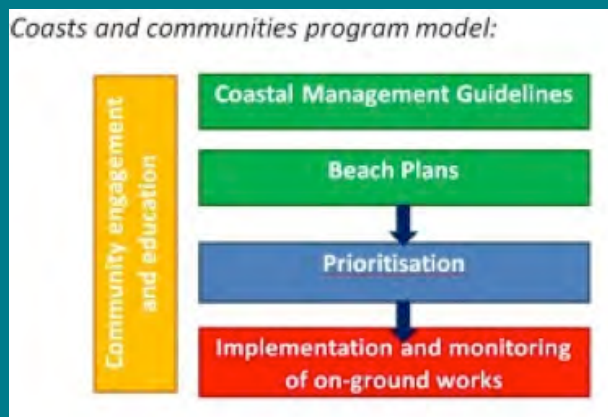 Coasts and communities program model:
Community engagement
and education
Coastal Management Guidelines
Beach Plans
Prioritisation
Implementation and monitoring
of on-ground works